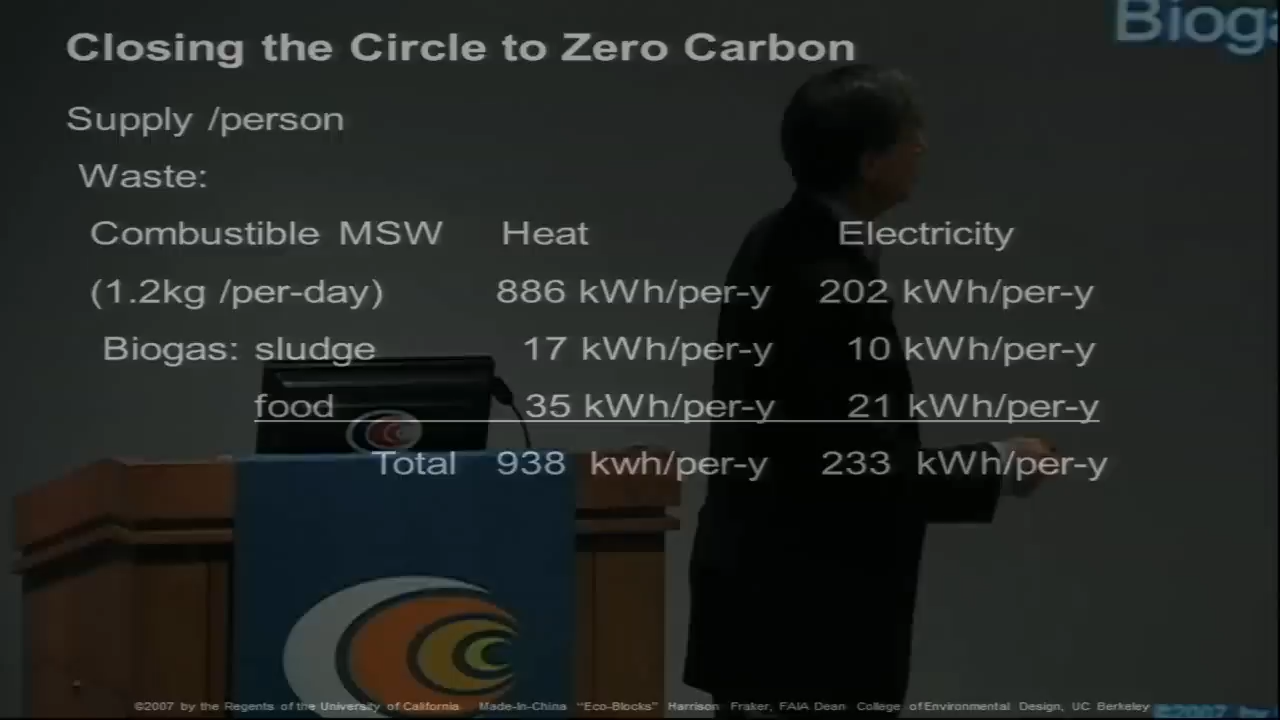 Biog
Closing the Circle to Zero Carbon
Supply /person
Waste:
Combustible MSW Heat Electricity
(1.2kg /per-day) 886 kWh/per-y 202 kWh/per-y
Biogas: sludge 17 kWh/per-y 10 kWh/per-y
food 35 kWh/per-y 21 kWh/per-y
Total 938 kwh/per-y 233 kWh/per-y
©2007 by the Regents of the University of California Made-In-China "Eco-Blocks" Harrison Fraker, FAIA Dean College of Environmental Design, UC Berkeley
©2007, by